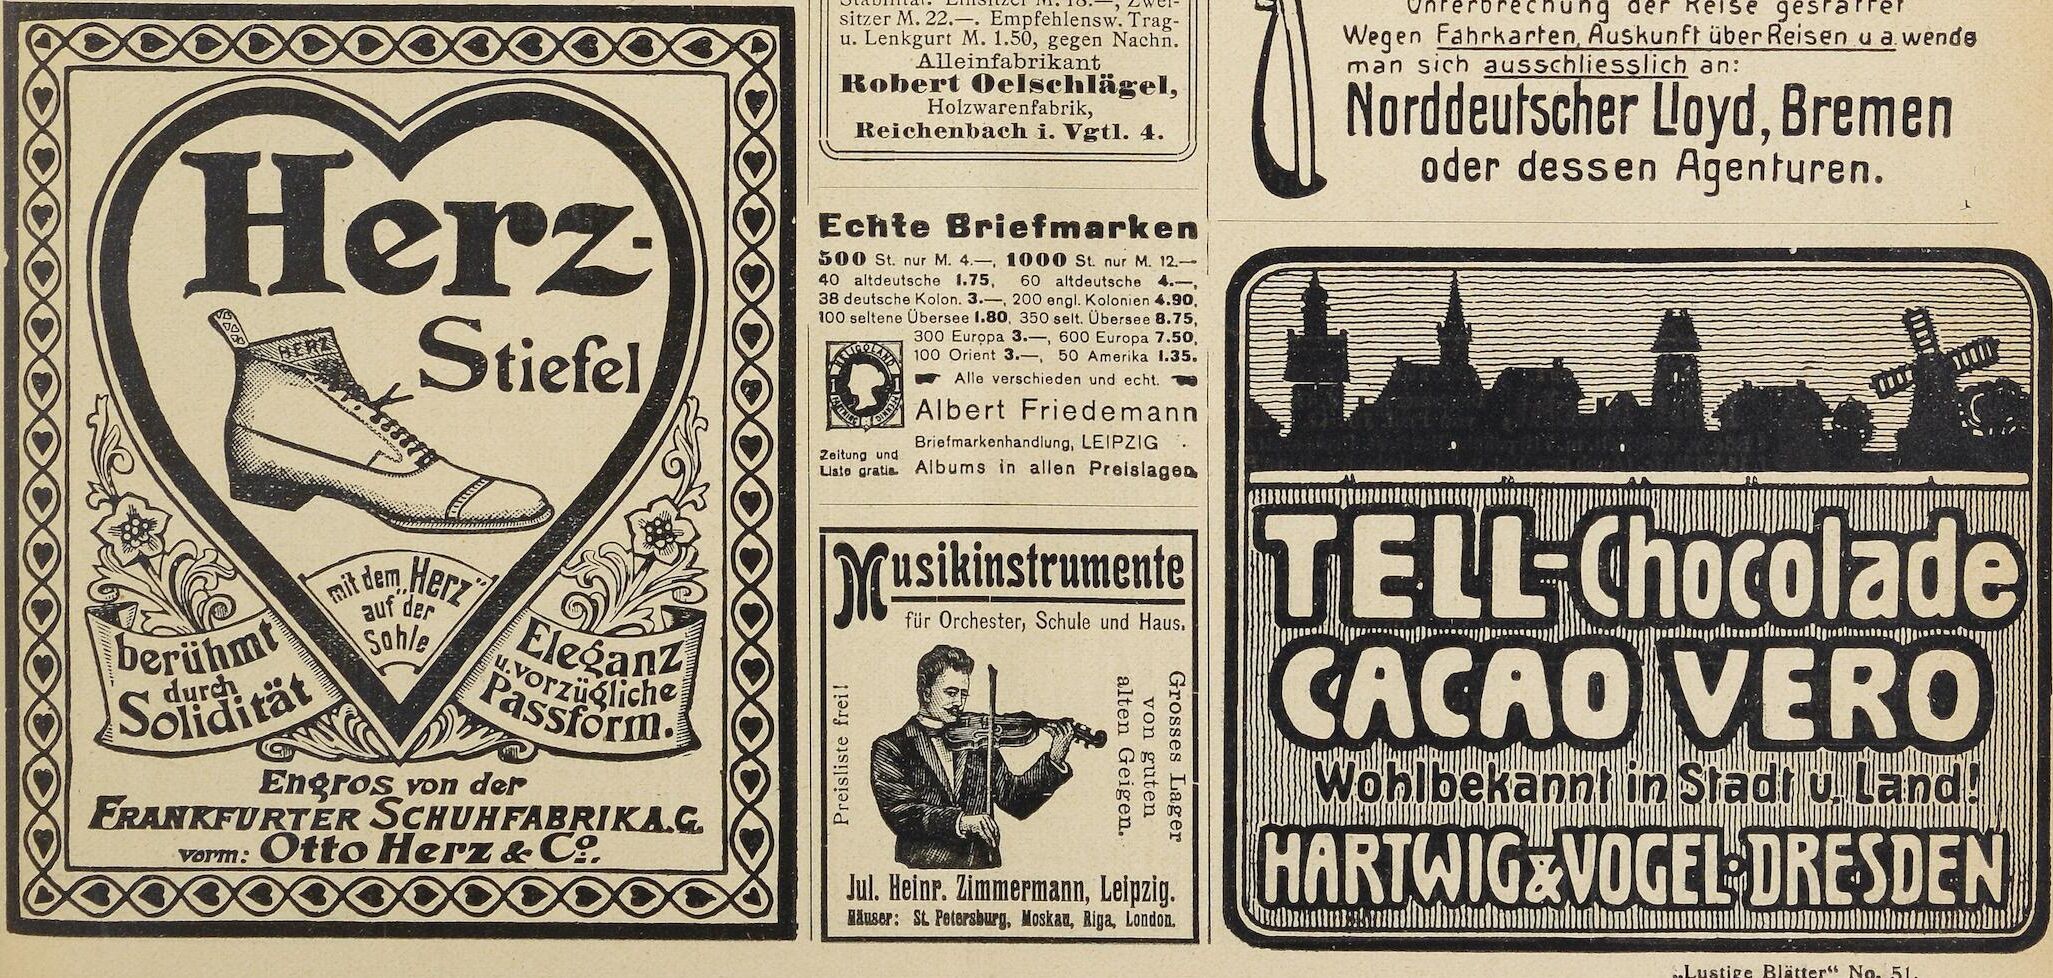 Herz-
HERZ
Stiefel
mit dem „Herz“
auf der
Sohle
berühmt
durch
Solidität
Eleganz
u. vorzügliche
Passform.
Engros von der
FRANKFURTER SCHUHFABRIK A.G.
vorm: Otto Herz & Co.
sitzer M. 22.—. Empfehlensw. Trag-
u. Lenkgurt M. 1.50, gegen Nachn.
Alleinfabrikant
Robert Oelschlägel,
Holzwarenfabrik,
Reichenbach i. Vgtl. 4.
Echte Briefmarken
500 St. nur M. 4.—, 1000 St. nur M. 12.—
40 altdeutsche 1.75, 60 altdeutsche 4.—,
38 deutsche Kolon. 3.—, 200 engl. Kolonien 4.90,
100 seltene Übersee 1.80, 350 selt. Übersee 8.75,
300 Europa 3.—, 600 Europa 7.50,
100 Orient 3.—, 50 Amerika 1.35.
Alle verschieden und echt.
HELIGOLAND
Albert Friedemann
Briefmarkenhandlung, LEIPZIG
Zeitung und
Liste gratis.
Albums in allen Preislagen
Musikinstrumente
für Orchester, Schule und Haus.
Preisliste frei!
Grosses Lager
von guten
alten Geigen.
Jul. Heinr. Zimmermann, Leipzig.
Häuser: St. Petersburg, Moskau, Riga, London.
Unterbrechung der Reise gestattet
Wegen Fahrkarten, Auskunft über Reisen u a. wende
man sich ausschliesslich an:
Norddeutscher Lloyd, Bremen
oder dessen Agenturen.
TELL-Chocolade
CACAO VERO
Wohlbekannt in Stadt u. Land!
HARTWIG & VOGEL · DRESDEN
„Lustige Blätter“ No. 51.